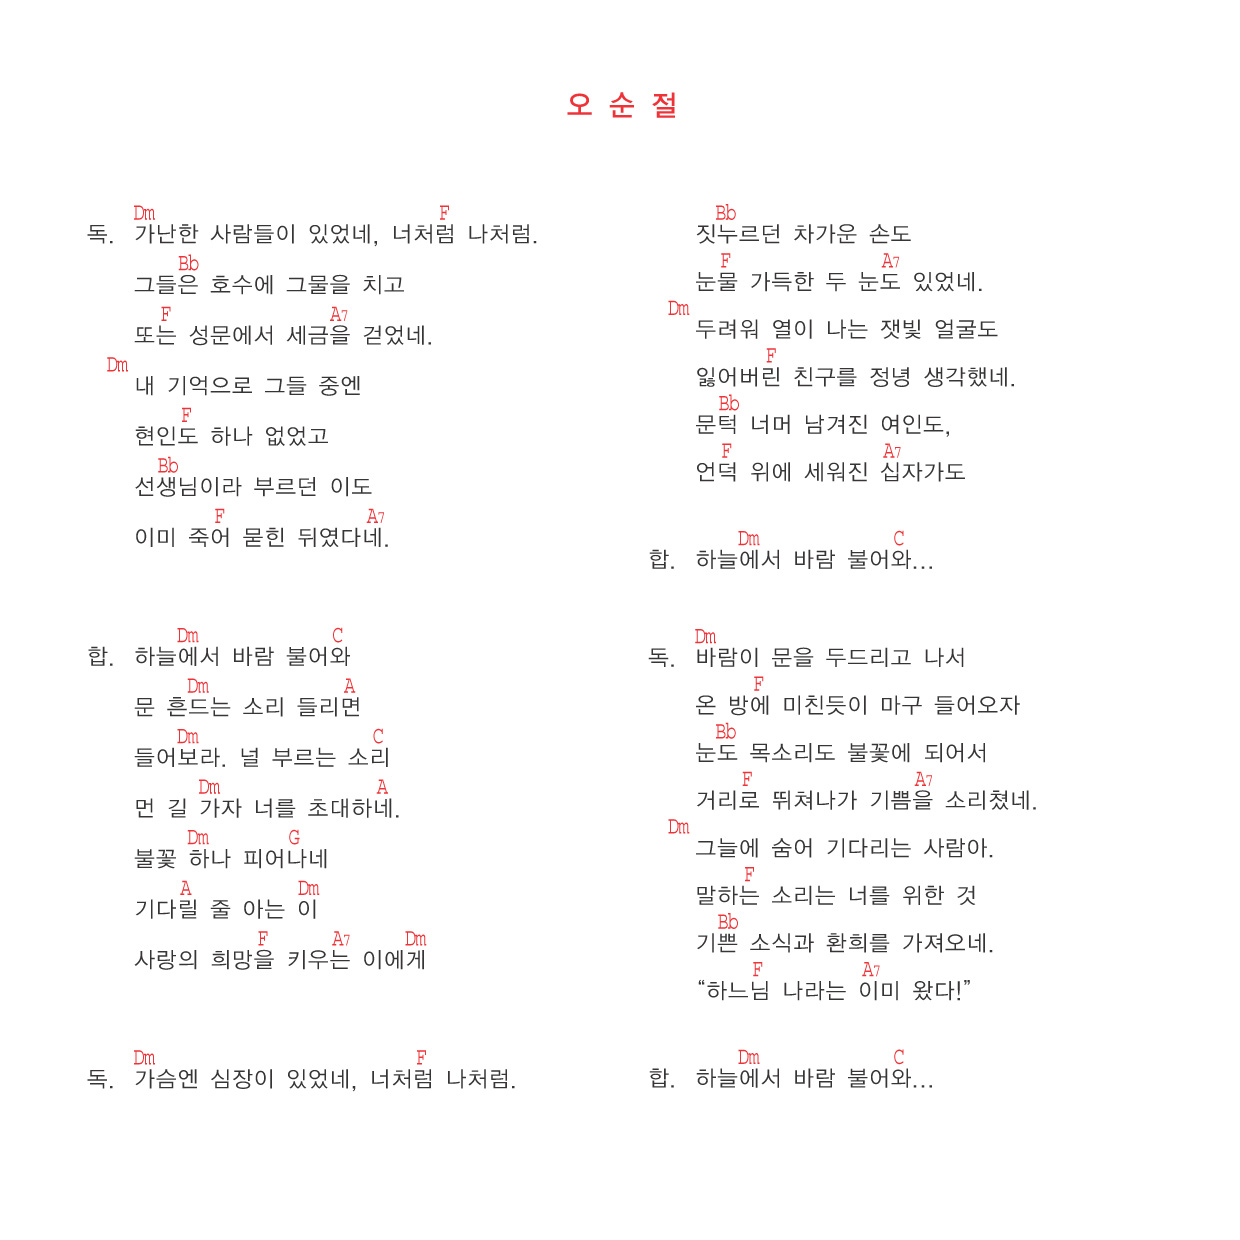 오 순 절
Dm F
독. 가난한 사람들이 있었네, 너처럼 나처럼.
Bb
그들은 호수에 그물을 치고
F A7
또는 성문에서 세금을 걷었네.
Dm
내 기억으로 그들 중엔
F
현인도 하나 없었고
Bb
선생님이라 부르던 이도
F A7
이미 죽어 묻힌 뒤였다네.
Dm C
합. 하늘에서 바람 불어와
Dm A
문 흔드는 소리 들리면
Dm C
들어보라. 널 부르는 소리
Dm A
먼 길 가자 너를 초대하네.
Dm G
불꽃 하나 피어나네
A Dm
기다릴 줄 아는 이
F A7 Dm
사랑의 희망을 키우는 이에게
Dm F
독. 가슴엔 심장이 있었네, 너처럼 나처럼.
Bb
짓누르던 차가운 손도
F A7
눈물 가득한 두 눈도 있었네.
Dm
두려워 열이 나는 잿빛 얼굴도
F
잃어버린 친구를 정녕 생각했네.
Bb
문턱 너머 남겨진 여인도,
F A7
언덕 위에 세워진 십자가도
Dm C
합. 하늘에서 바람 불어와...
Dm
독. 바람이 문을 두드리고 나서
F
온 방에 미친듯이 마구 들어오자
Bb
눈도 목소리도 불꽃에 되어서
F A7
거리로 뛰쳐나가 기쁨을 소리쳤네.
Dm
그늘에 숨어 기다리는 사람아.
F
말하는 소리는 너를 위한 것
Bb
기쁜 소식과 환희를 가져오네.
F A7
“하느님 나라는 이미 왔다!”
Dm C
합. 하늘에서 바람 불어와...